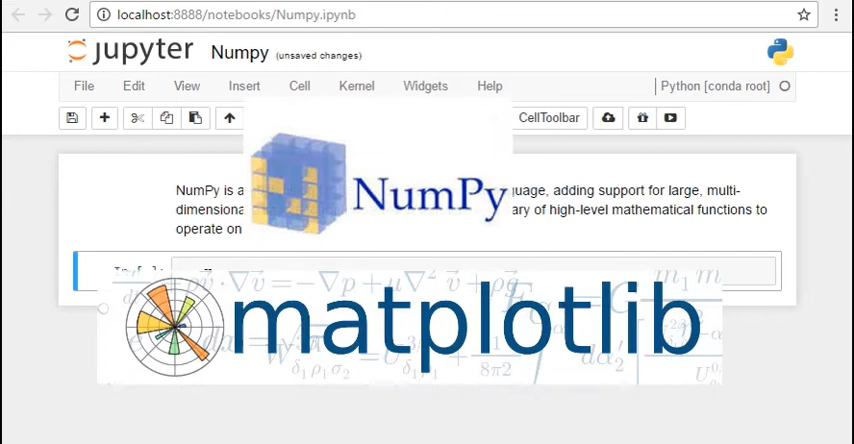 localhost:8888/notebooks/Numpy.ipynb
jupyter Numpy (unsaved changes)
File Edit View Insert Cell Kernel Widgets Help Python [conda root]
CellToolbar
NumPy is a
NumPy
guage, adding support for large, multi-
dimensiona
ary of high-level mathematical functions to
operate on
matplotlib